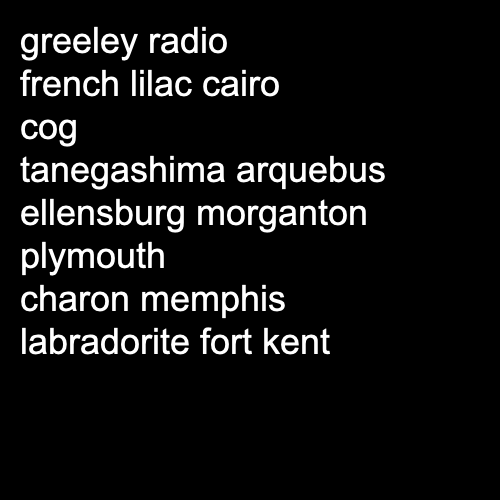 greeley radio
french lilac cairo
cog
tanegashima arquebus
ellensburg morganton
plymouth
charon memphis
labradorite fort kent